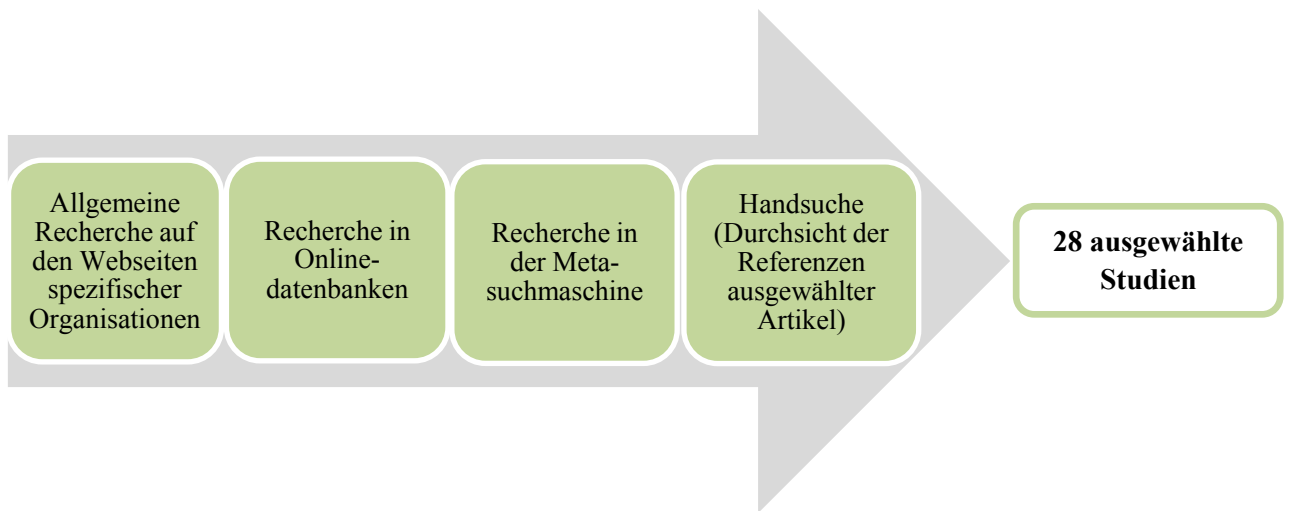 Allgemeine
Recherche auf
den Webseiten
spezifischer
Organisationen
Recherche in
Online-
datenbanken
Recherche in
der Meta-
suchmaschine
Handsuche
(Durchsicht der
Referenzen
ausgewählter
Artikel)
28 ausgewählte
Studien